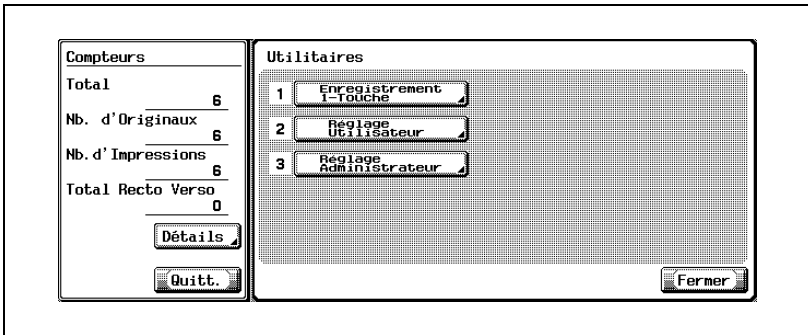 Compteurs
Total
6
Nb. d'Originaux
6
Nb.d'Impressions
6
Total Recto Verso
0
Détails
Quitt.
Utilitaires
1 Enregistrement
1-Touche
2 Réglage
Utilisateur
3 Réglage
Administrateur
Fermer